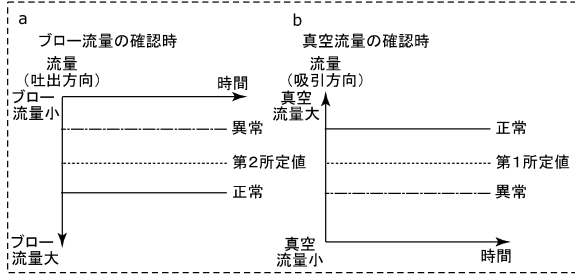 a
ブロー流量の確認時
流量
(吐出方向)
ブロー
流量小
時間
異常
第2所定値
正常
ブロー
流量大
b
真空流量の確認時
流量
(吸引方向)
真空
流量大
正常
第1所定値
異常
真空
流量小
時間